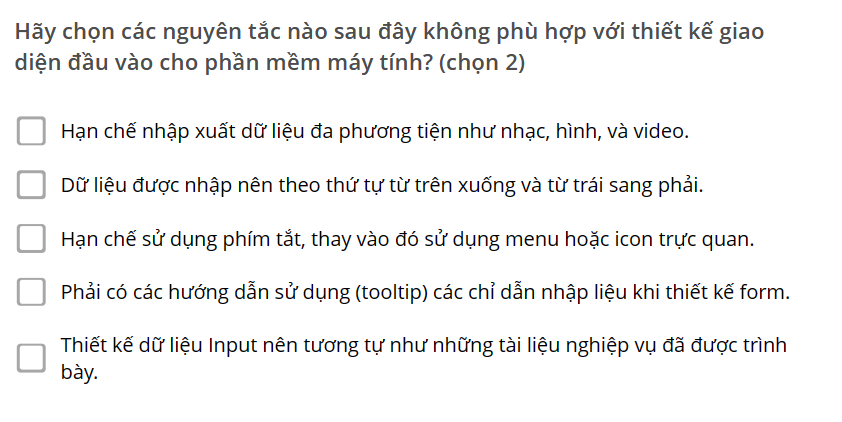 Hãy chọn các nguyên tắc nào sau đây không phù hợp với thiết kế giao
diện đầu vào cho phần mềm máy tính? (chọn 2)
Hạn chế nhập xuất dữ liệu đa phương tiện như nhạc, hình, và video.
Dữ liệu được nhập nên theo thứ tự từ trên xuống và từ trái sang phải.
Hạn chế sử dụng phím tắt, thay vào đó sử dụng menu hoặc icon trực quan.
Phải có các hướng dẫn sử dụng (tooltip) các chỉ dẫn nhập liệu khi thiết kế form.
Thiết kế dữ liệu Input nên tương tự như những tài liệu nghiệp vụ đã được trình
bày.